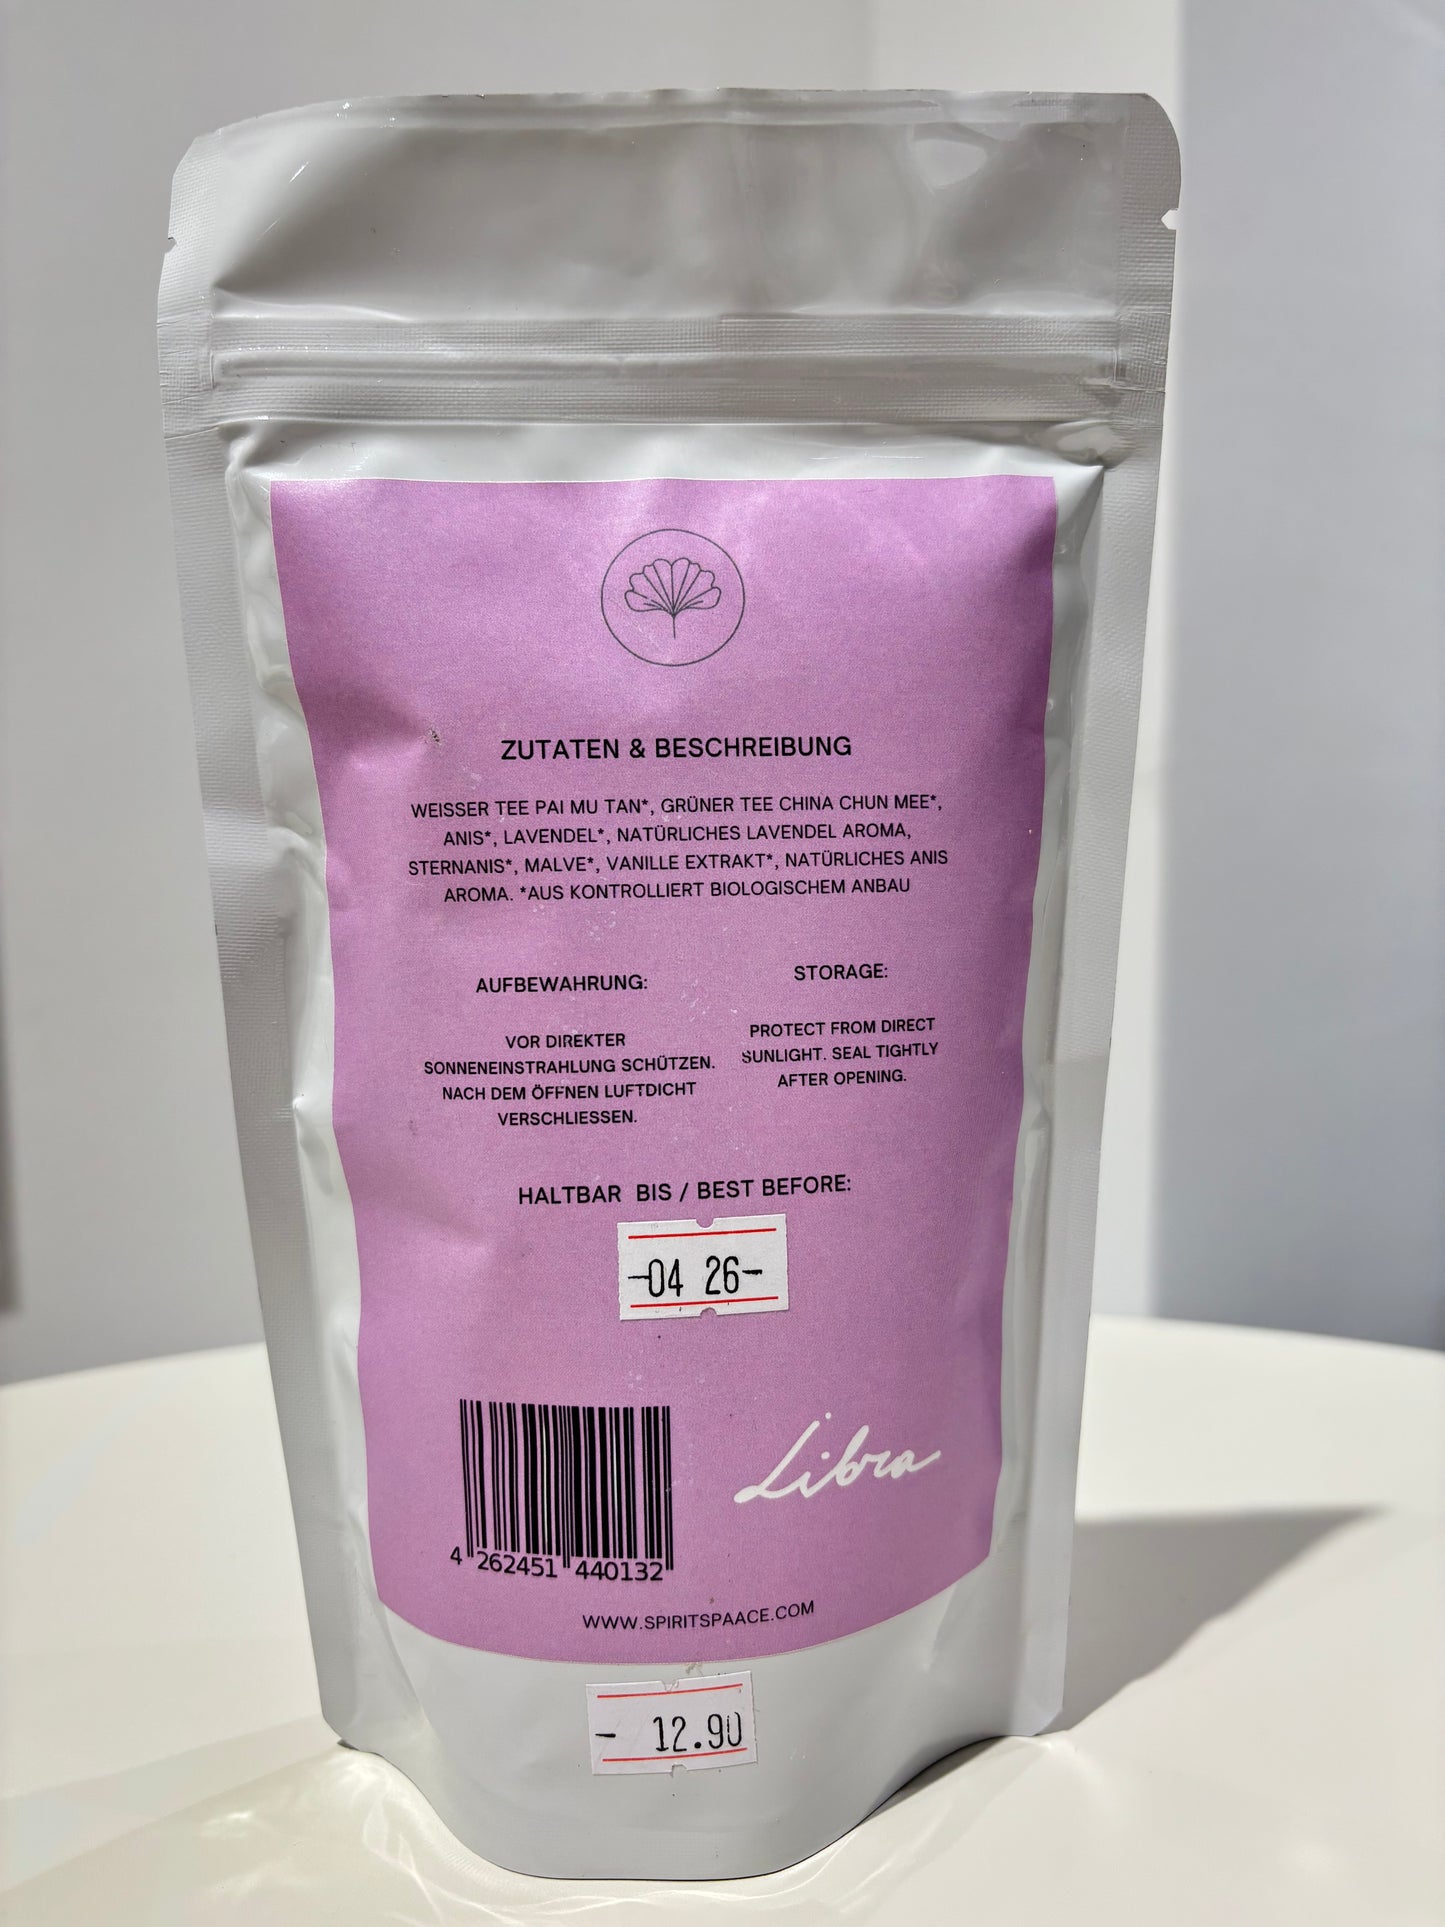 ZUTATEN & BESCHREIBUNG
WEISSER TEE PAI MU TAN*, GRÜNER TEE CHINA CHUN MEE*,
ANIS*, LAVENDEL*, NATÜRLICHES LAVENDEL AROMA,
STERNANIS*, MALVE*, VANILLE EXTRAKT*, NATÜRLICHES ANIS
AROMA. *AUS KONTROLLIERT BIOLOGISCHEM ANBAU
AUFBEWAHRUNG:
VOR DIREKTER
SONNENEINSTRAHLUNG SCHÜTZEN.
NACH DEM ÖFFNEN LUFTDICHT
VERSCHLIESSEN.
STORAGE:
PROTECT FROM DIRECT
SUNLIGHT. SEAL TIGHTLY
AFTER OPENING.
HALTBAR BIS / BEST BEFORE:
-04 26-
4 262451 440132
Libra
WWW.SPIRITSPAACE.COM
- 12.90